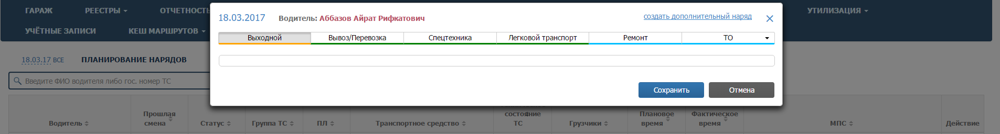 ГАРАЖ РЕЕСТРЫ ОТЧЕТНОСТЬ УТИЛИЗАЦИЯ
УЧЁТНЫЕ ЗАПИСИ КЕШ МАРШРУТОВ
18.03.2017 Водитель: Аббазов Айрат Рифкатович создать дополнительный наряд
Выходной Вывоз/Перевозка Спецтехника Легковой транспорт Ремонт ТО
Сохранить Отмена
18.03.17 ВСЕ ПЛАНИРОВАНИЕ НАРЯДОВ
Введите ФИО водителя либо гос. номер ТС
Водитель
Прошлая
смена
Статус
Группа ТС
ПЛ
Транспортное средство
состояние
ТС
Грузчики
Плановое
время
Фактическое
время
МПС
Действие